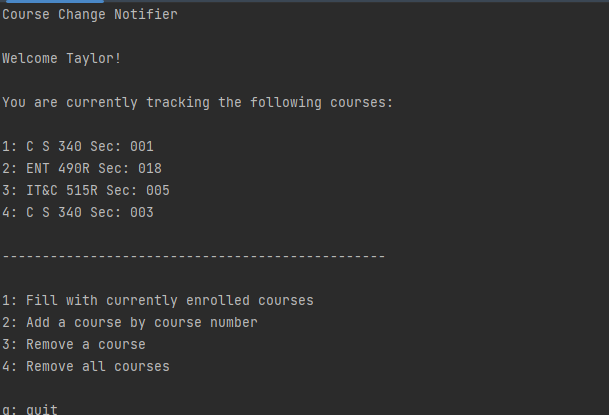 Course Change Notifier
Welcome Taylor!
You are currently tracking the following courses:
1: C S 340 Sec: 001
2: ENT 490R Sec: 018
3: IT&C 515R Sec: 005
4: C S 340 Sec: 003
------------------------------------------------
1: Fill with currently enrolled courses
2: Add a course by course number
3: Remove a course
4: Remove all courses
q: quit